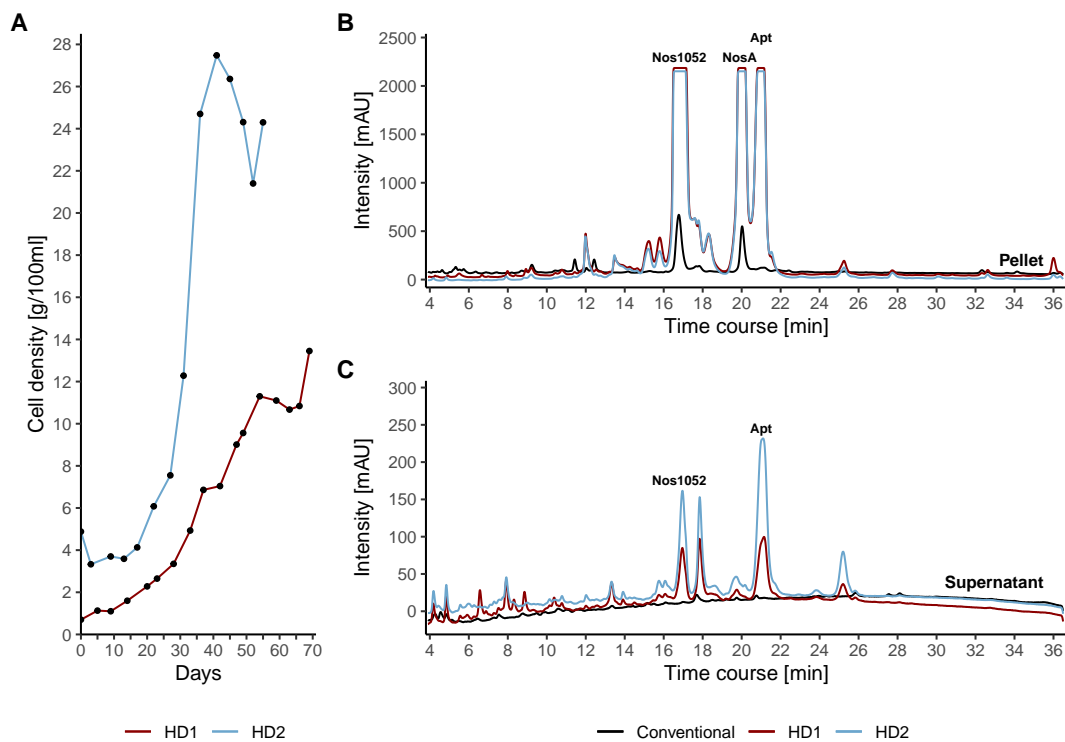 A
Cell density [g/100ml]
28
26
24
22
20
18
16
14
12
10
8
6
4
2
0
0 10 20 30 40 50 60 70
Days
HD1 HD2
B
Intensity [mAU]
2500
2000
1500
1000
500
0
Apt
Nos1052 NosA
Pellet
4 6 8 10 12 14 16 18 20 22 24 26 28 30 32 34 36
Time course [min]
C
Intensity [mAU]
300
250
200
150
100
50
0
Apt
Nos1052
Supernatant
4 6 8 10 12 14 16 18 20 22 24 26 28 30 32 34 36
Time course [min]
Conventional HD1 HD2